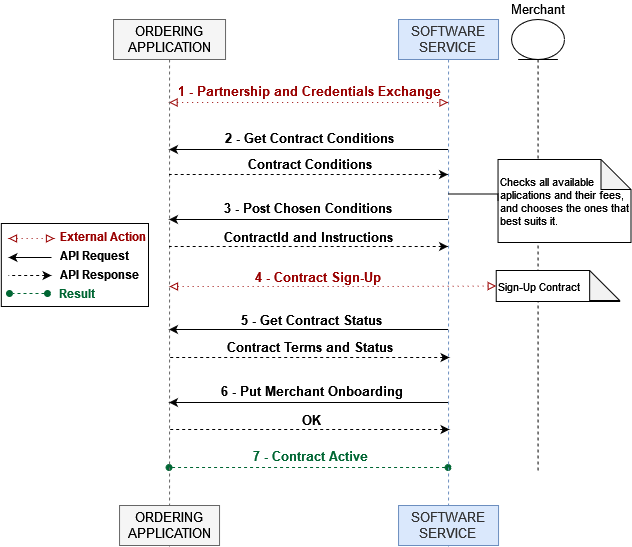 Merchant
ORDERING
APPLICATION
SOFTWARE
SERVICE
1 - Partnership and Credentials Exchange
2 - Get Contract Conditions
Contract Conditions
Checks all available
aplications and their fees,
and chooses the ones that
best suits it.
3 - Post Chosen Conditions
ContractId and Instructions
External Action
API Request
API Response
Result
4 - Contract Sign-Up
Sign-Up Contract
5 - Get Contract Status
Contract Terms and Status
6 - Put Merchant Onboarding
OK
7 - Contract Active
ORDERING
APPLICATION
SOFTWARE
SERVICE